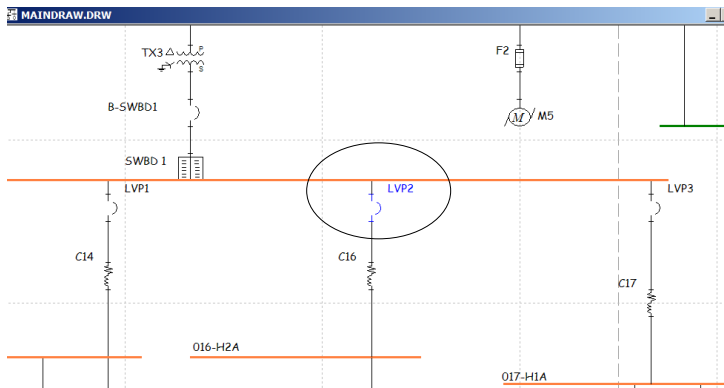 MAINDRAW.DRW
TX3
P
S
F2
B-SWBD1
M
M5
SWBD 1
LVP1
LVP2
LVP3
C14
C16
C17
016-H2A
017-H1A